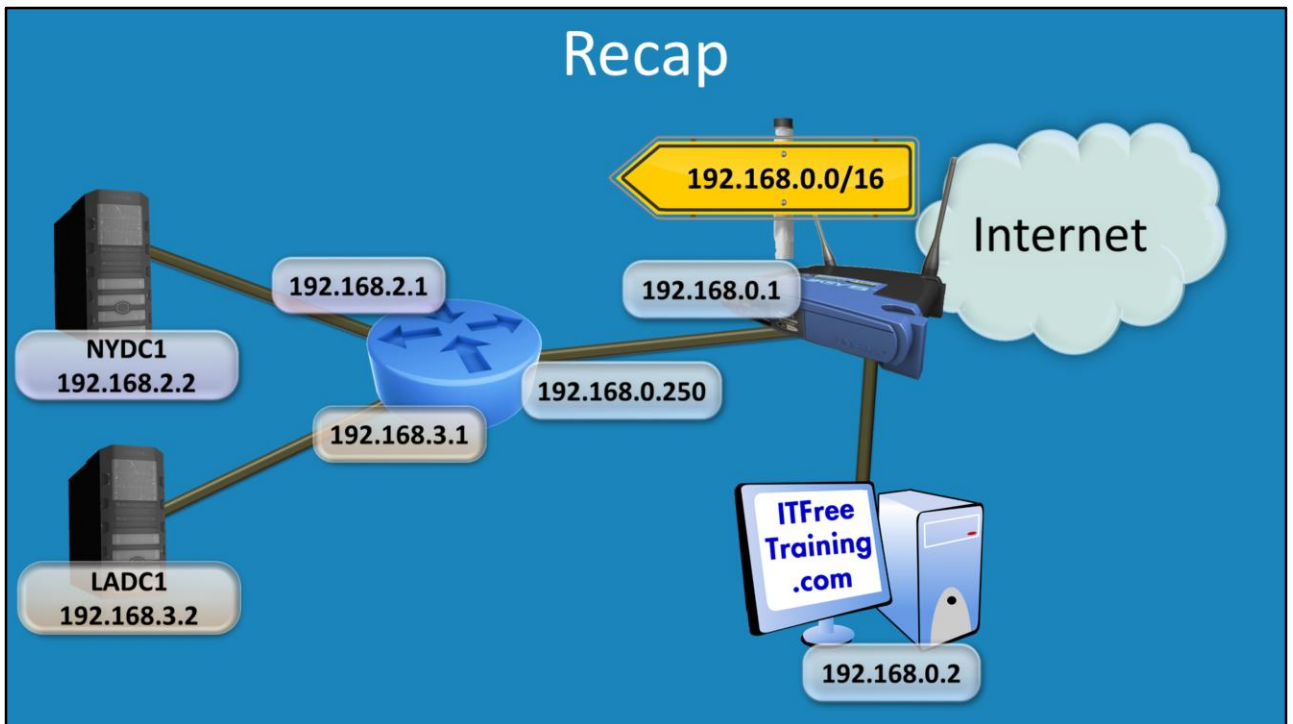 Recap
192.168.0.0/16
Internet
192.168.2.1
192.168.0.1
NYDC1
192.168.2.2
192.168.0.250
192.168.3.1
ITFree
Training
.com
LADC1
192.168.3.2
192.168.0.2